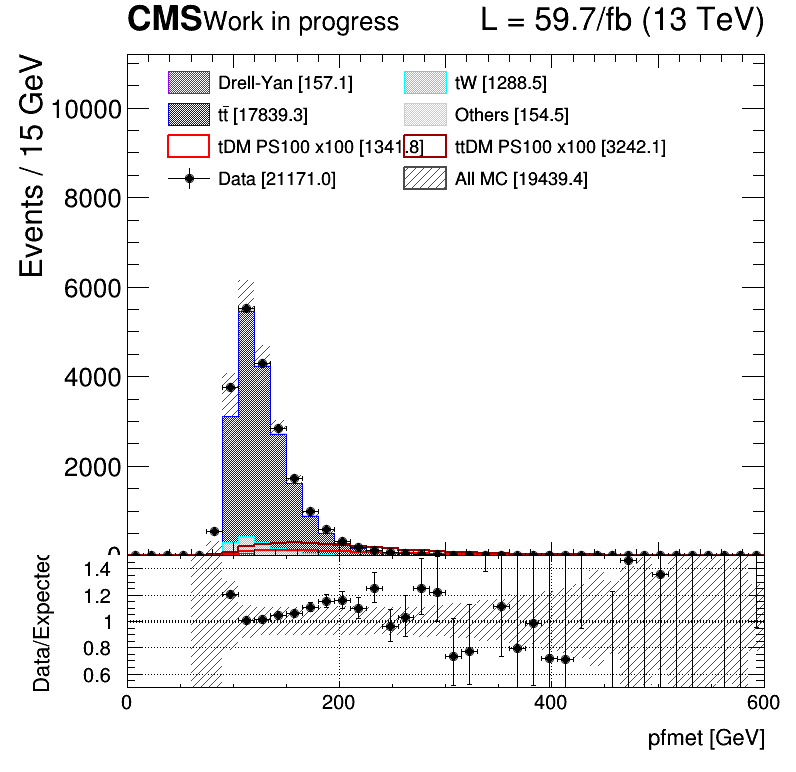 CMS Work in progress L = 59.7/fb (13 TeV)
Events / 15 GeV
10000
8000
6000
4000
2000
0
Drell-Yan [157.1] tW [1288.5]
tt̄ [17839.3] Others [154.5]
tDM PS100 x100 [1341.8] ttDM PS100 x100 [3242.1]
Data [21171.0] All MC [19439.4]
Data/Expected
1.4
1.2
1
0.8
0.6
0 200 400 600
pfmet [GeV]